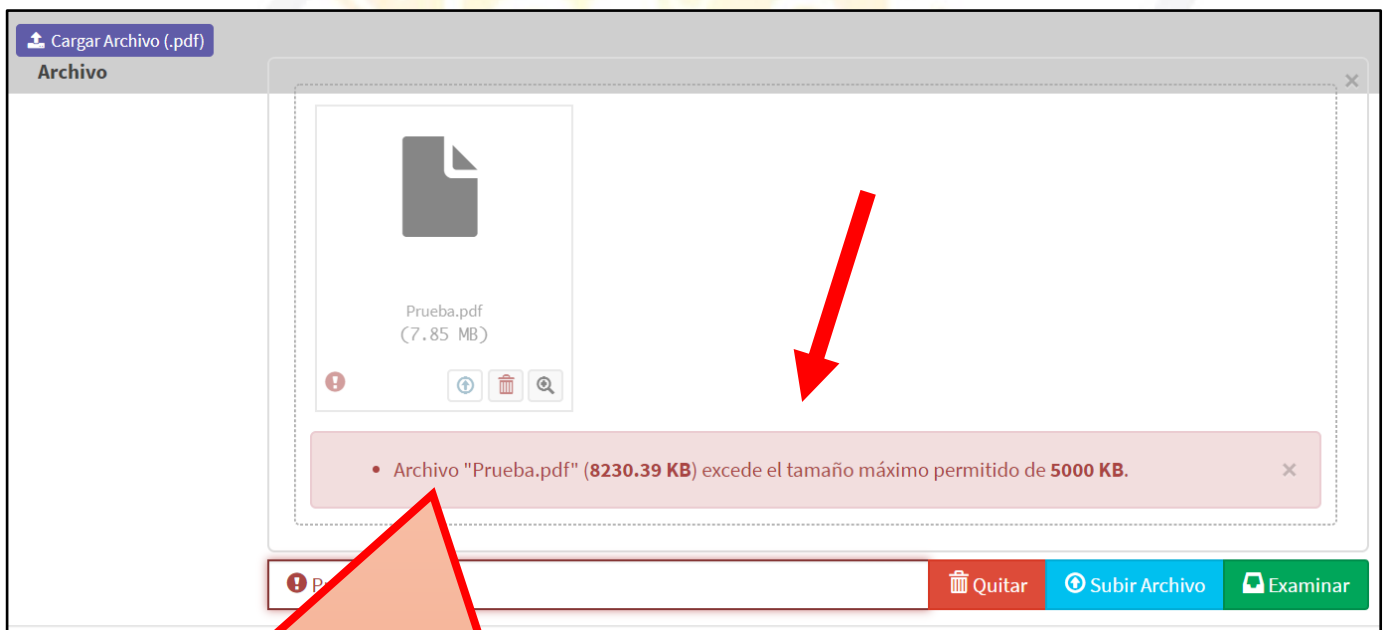 Cargar Archivo (.pdf)
Archivo
×
Prueba.pdf
(7.85 MB)
• Archivo "Prueba.pdf" (8230.39 KB) excede el tamaño máximo permitido de 5000 KB. ×
Quitar Subir Archivo Examinar